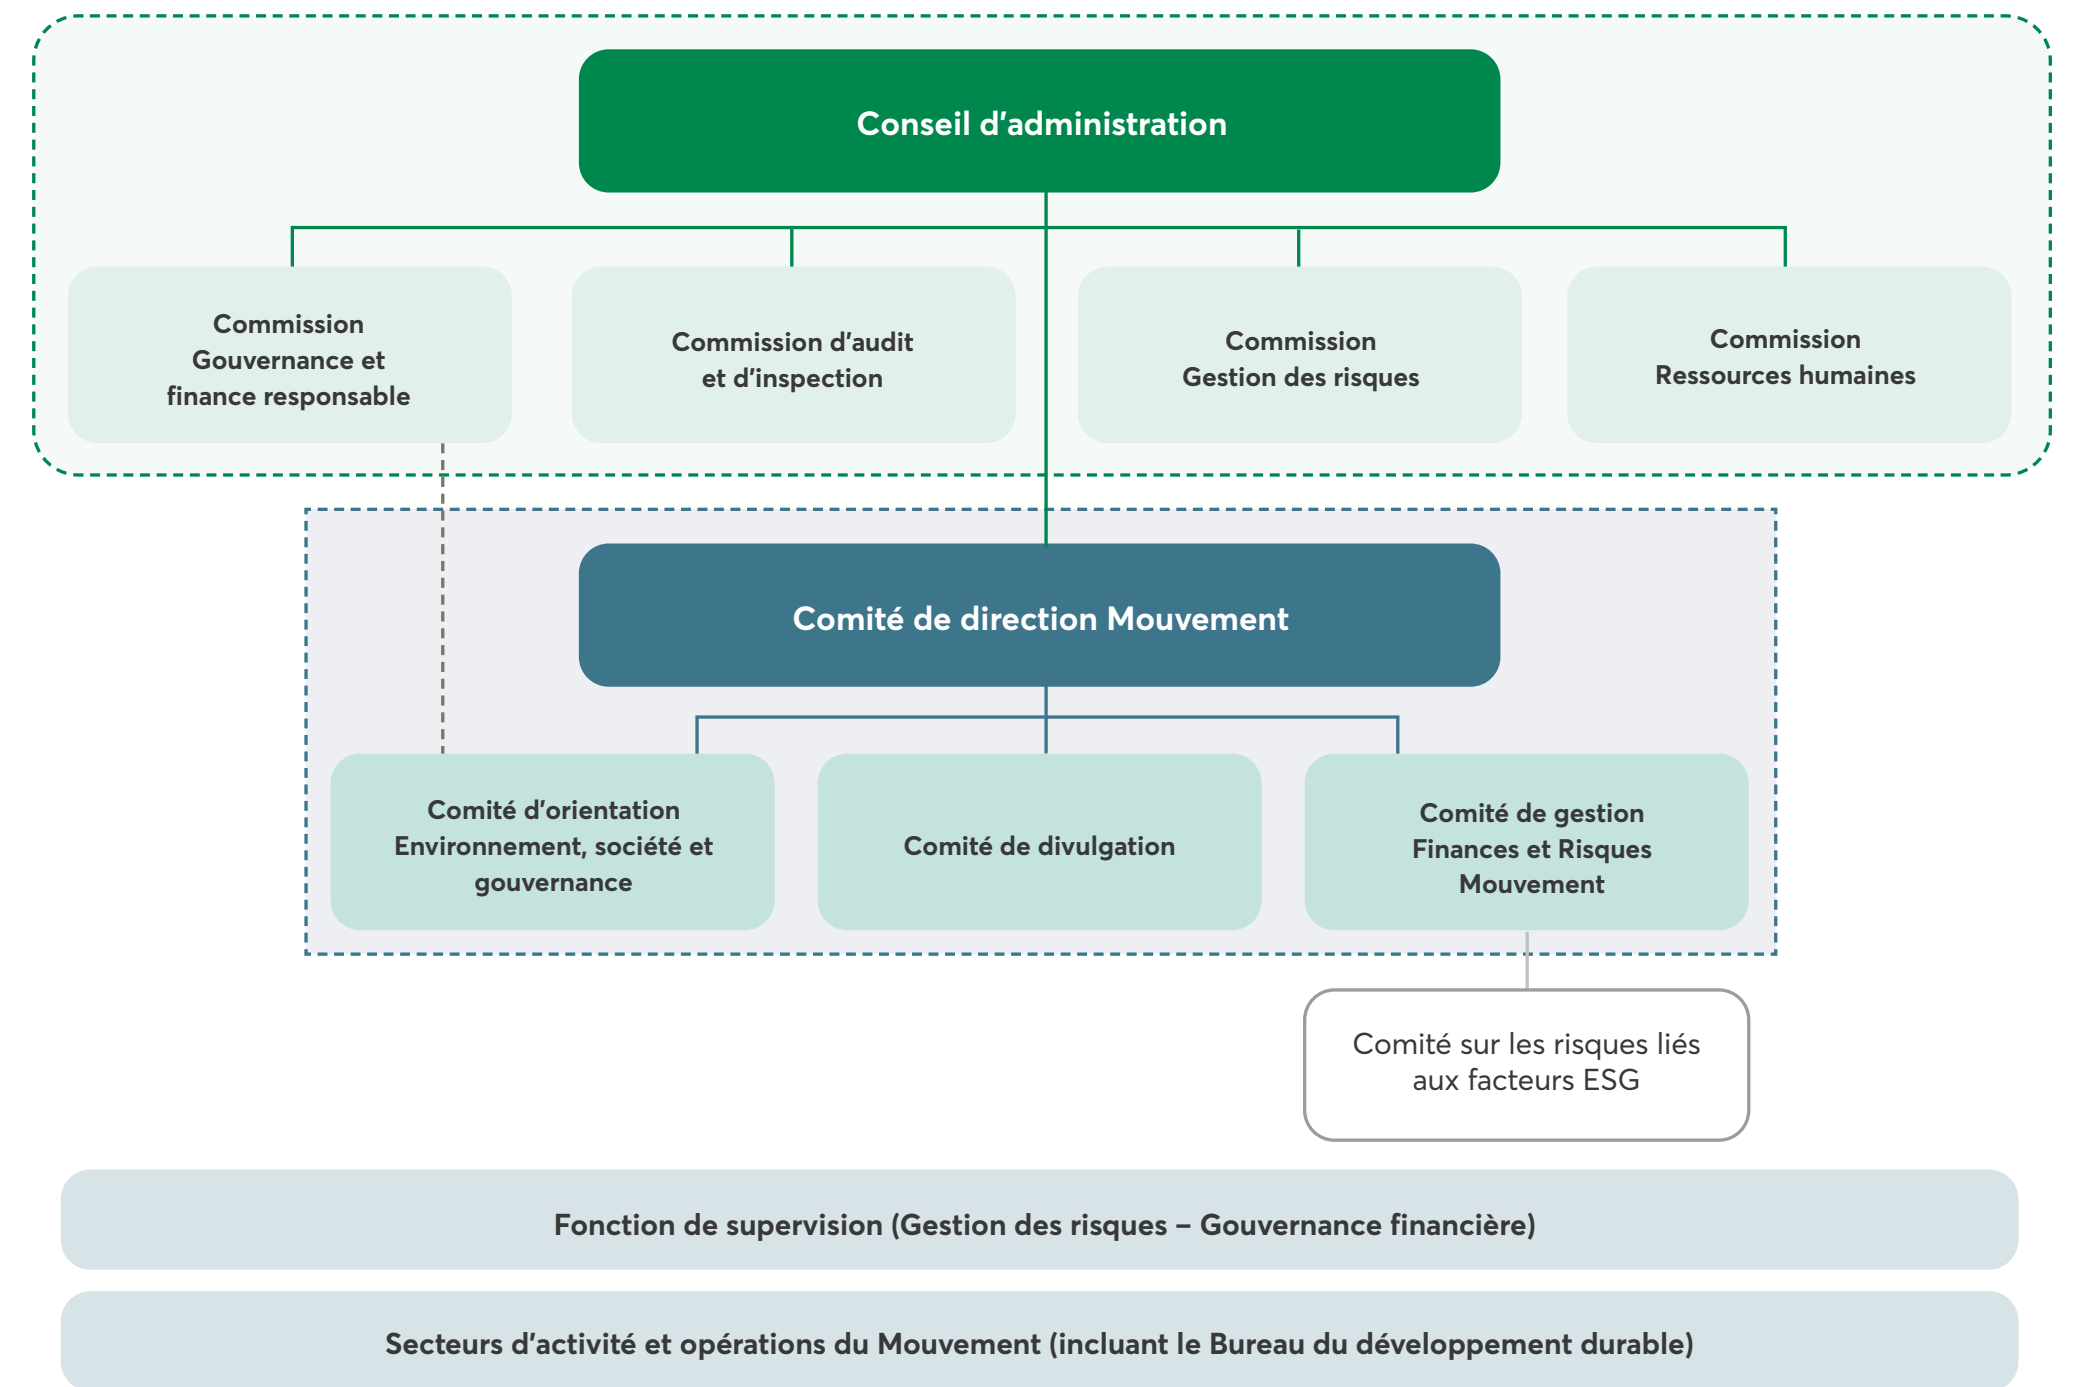 Conseil d'administration
Commission
Gouvernance et
finance responsable
Commission d'audit
et d'inspection
Commission
Gestion des risques
Commission
Ressources humaines
Comité de direction Mouvement
Comité d'orientation
Environnement, société et
gouvernance
Comité de divulgation
Comité de gestion
Finances et Risques
Mouvement
Comité sur les risques liés
aux facteurs ESG
Fonction de supervision (Gestion des risques – Gouvernance financière)
Secteurs d'activité et opérations du Mouvement (incluant le Bureau du développement durable)